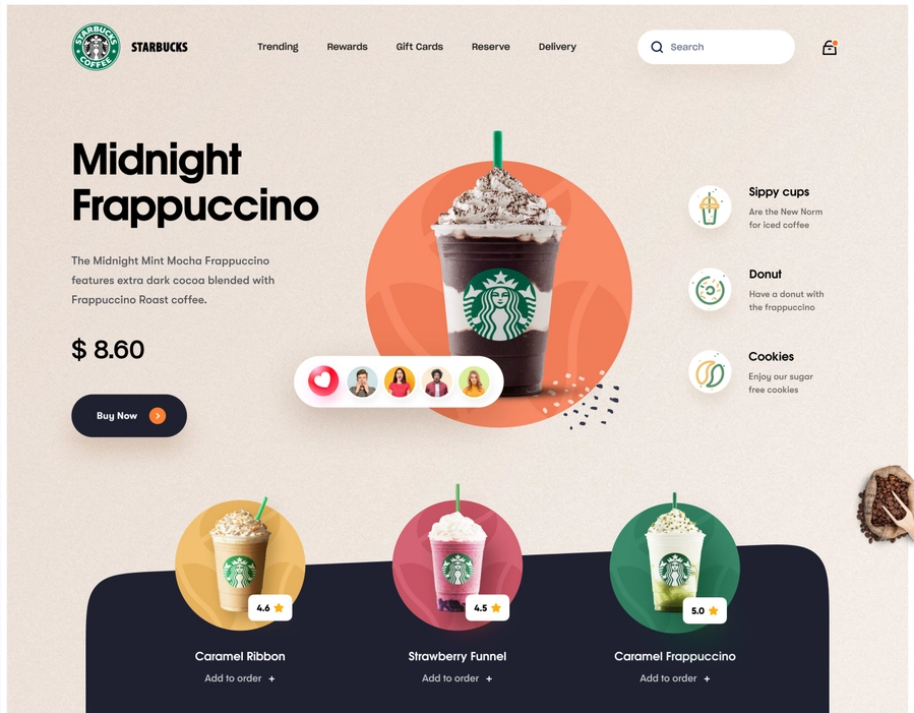 STARBUCKS
COFFEE
STARBUCKS
Trending
Rewards
Gift Cards
Reserve
Delivery
Search
Midnight
Frappuccino
The Midnight Mint Mocha Frappuccino
features extra dark cocoa blended with
Frappuccino Roast coffee.
$ 8.60
Buy Now
Sippy cups
Are the New Norm
for iced coffee
Donut
Have a donut with
the frappuccino
Cookies
Enjoy our sugar
free cookies
4.6
4.5
5.0
Caramel Ribbon
Strawberry Funnel
Caramel Frappuccino
Add to order +
Add to order +
Add to order +